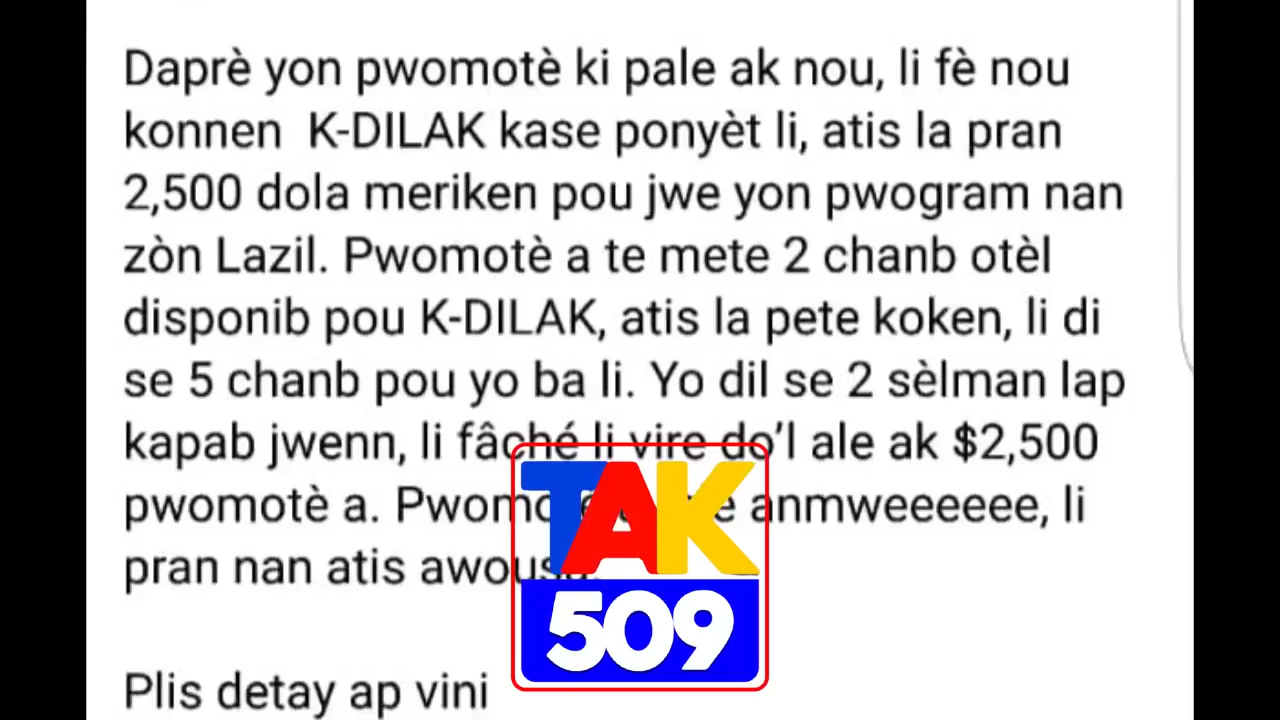 Daprè yon pwomotè ki pale ak nou, li fè nou
konnen K-DILAK kase ponyèt li, atis la pran
2,500 dola meriken pou jwe yon pwogram nan
zòn Lazil. Pwomotè a te mete 2 chanb otèl
disponib pou K-DILAK, atis la pete koken, li di
se 5 chanb pou yo ba li. Yo dil se 2 sèlman lap
kapab jwenn, li fâché li vire do'l ale ak $2,500
pwomotè a. anmweeeeee, li
pran nan atis
TAK
509
Plis detay ap vini